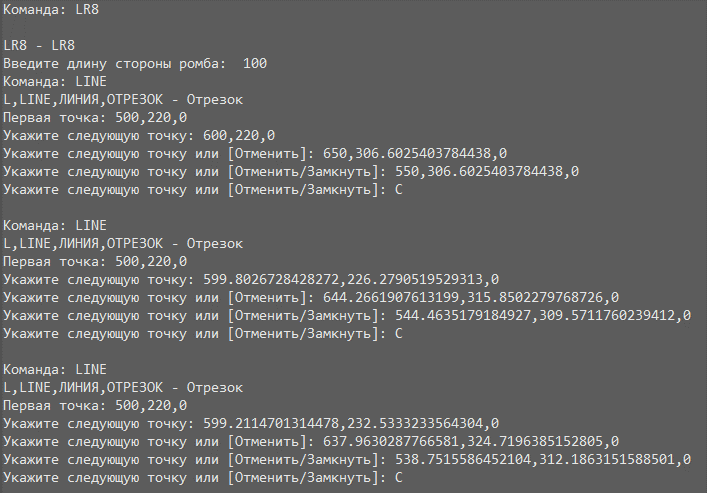 Команда: LR8
LR8 - LR8
Введите длину стороны ромба:  100
Команда: LINE
L,LINE,ЛИНИЯ,ОТРЕЗОК - Отрезок
Первая точка: 500,220,0
Укажите следующую точку: 600,220,0
Укажите следующую точку или [Отменить]: 650,306.6025403784438,0
Укажите следующую точку или [Отменить/Замкнуть]: 550,306.6025403784438,0
Укажите следующую точку или [Отменить/Замкнуть]: C
Команда: LINE
L,LINE,ЛИНИЯ,ОТРЕЗОК - Отрезок
Первая точка: 500,220,0
Укажите следующую точку: 599.8026728428272,226.2790519529313,0
Укажите следующую точку или [Отменить]: 644.2661907613199,315.8502279768726,0
Укажите следующую точку или [Отменить/Замкнуть]: 544.4635179184927,309.5711760239412,0
Укажите следующую точку или [Отменить/Замкнуть]: C
Команда: LINE
L,LINE,ЛИНИЯ,ОТРЕЗОК - Отрезок
Первая точка: 500,220,0
Укажите следующую точку: 599.2114701314478,232.5333233564304,0
Укажите следующую точку или [Отменить]: 637.9630287766581,324.7196385152805,0
Укажите следующую точку или [Отменить/Замкнуть]: 538.7515586452104,312.1863151588501,0
Укажите следующую точку или [Отменить/Замкнуть]: C